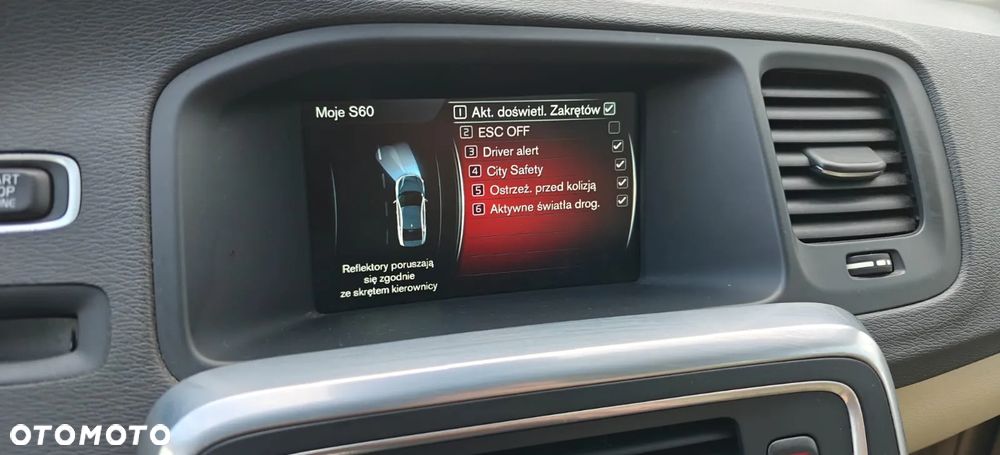 Moje S60
1 Akt. doświetl. Zakrętów
2 ESC OFF
3 Driver alert
4 City Safety
5 Ostrzeż. przed kolizją
6 Aktywne światła drog.
Reflektory poruszają
się zgodnie
ze skrętem kierownicy
OTOMOTO